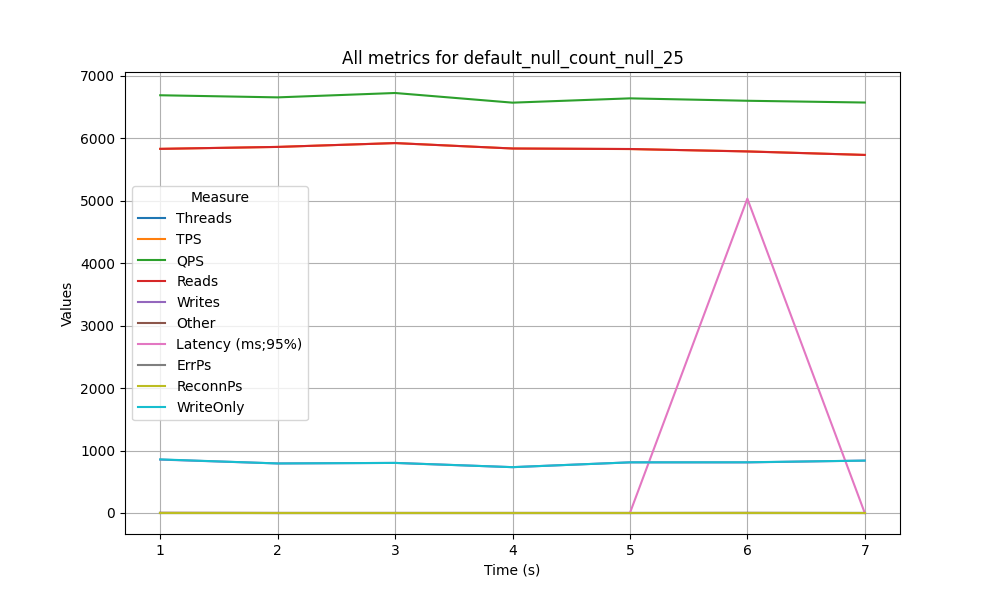 All metrics for default_null_count_null_25
7000
6000
5000
4000
3000
2000
1000
0
Values
Measure
Threads
TPS
QPS
Reads
Writes
Other
Latency (ms;95%)
ErrPs
ReconnPs
WriteOnly
1 2 3 4 5 6 7
Time (s)